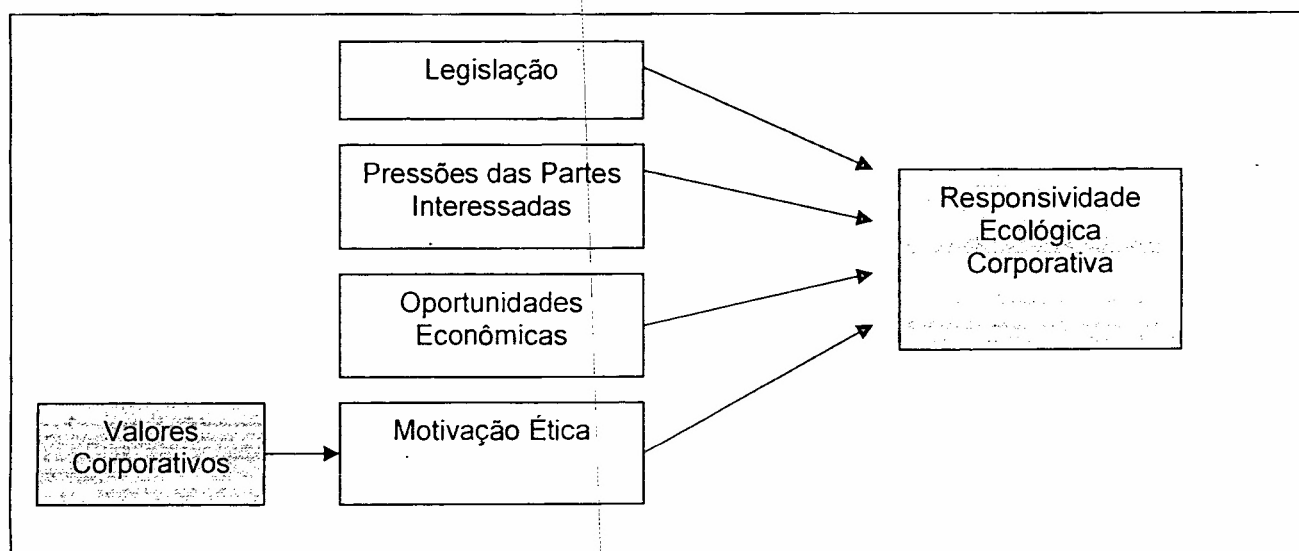 Legislação
Pressões das Partes
Interessadas
Responsividade
Ecológica
Corporativa
Oportunidades
Econômicas
Valores
Corporativos
Motivação Ética